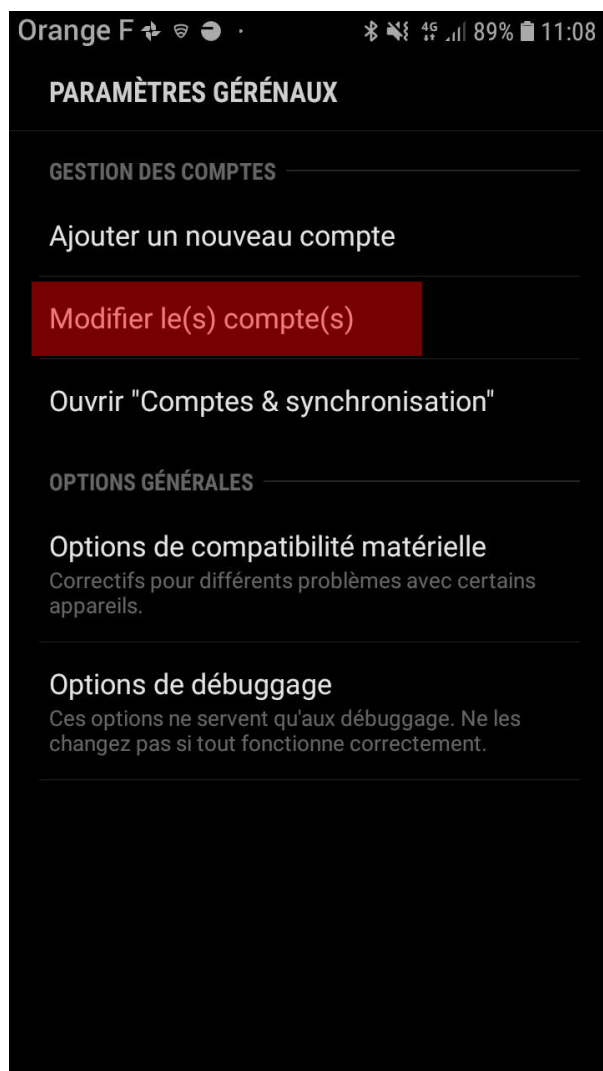 Orange F 4G 89% 11:08
PARAMÈTRES GÉRÉNAUX
GESTION DES COMPTES
Ajouter un nouveau compte
Modifier le(s) compte(s)
Ouvrir "Comptes & synchronisation"
OPTIONS GÉNÉRALES
Options de compatibilité matérielle
Correctifs pour différents problèmes avec certains
appareils.
Options de débuggage
Ces options ne servent qu'aux débuggage. Ne les
changez pas si tout fonctionne correctement.